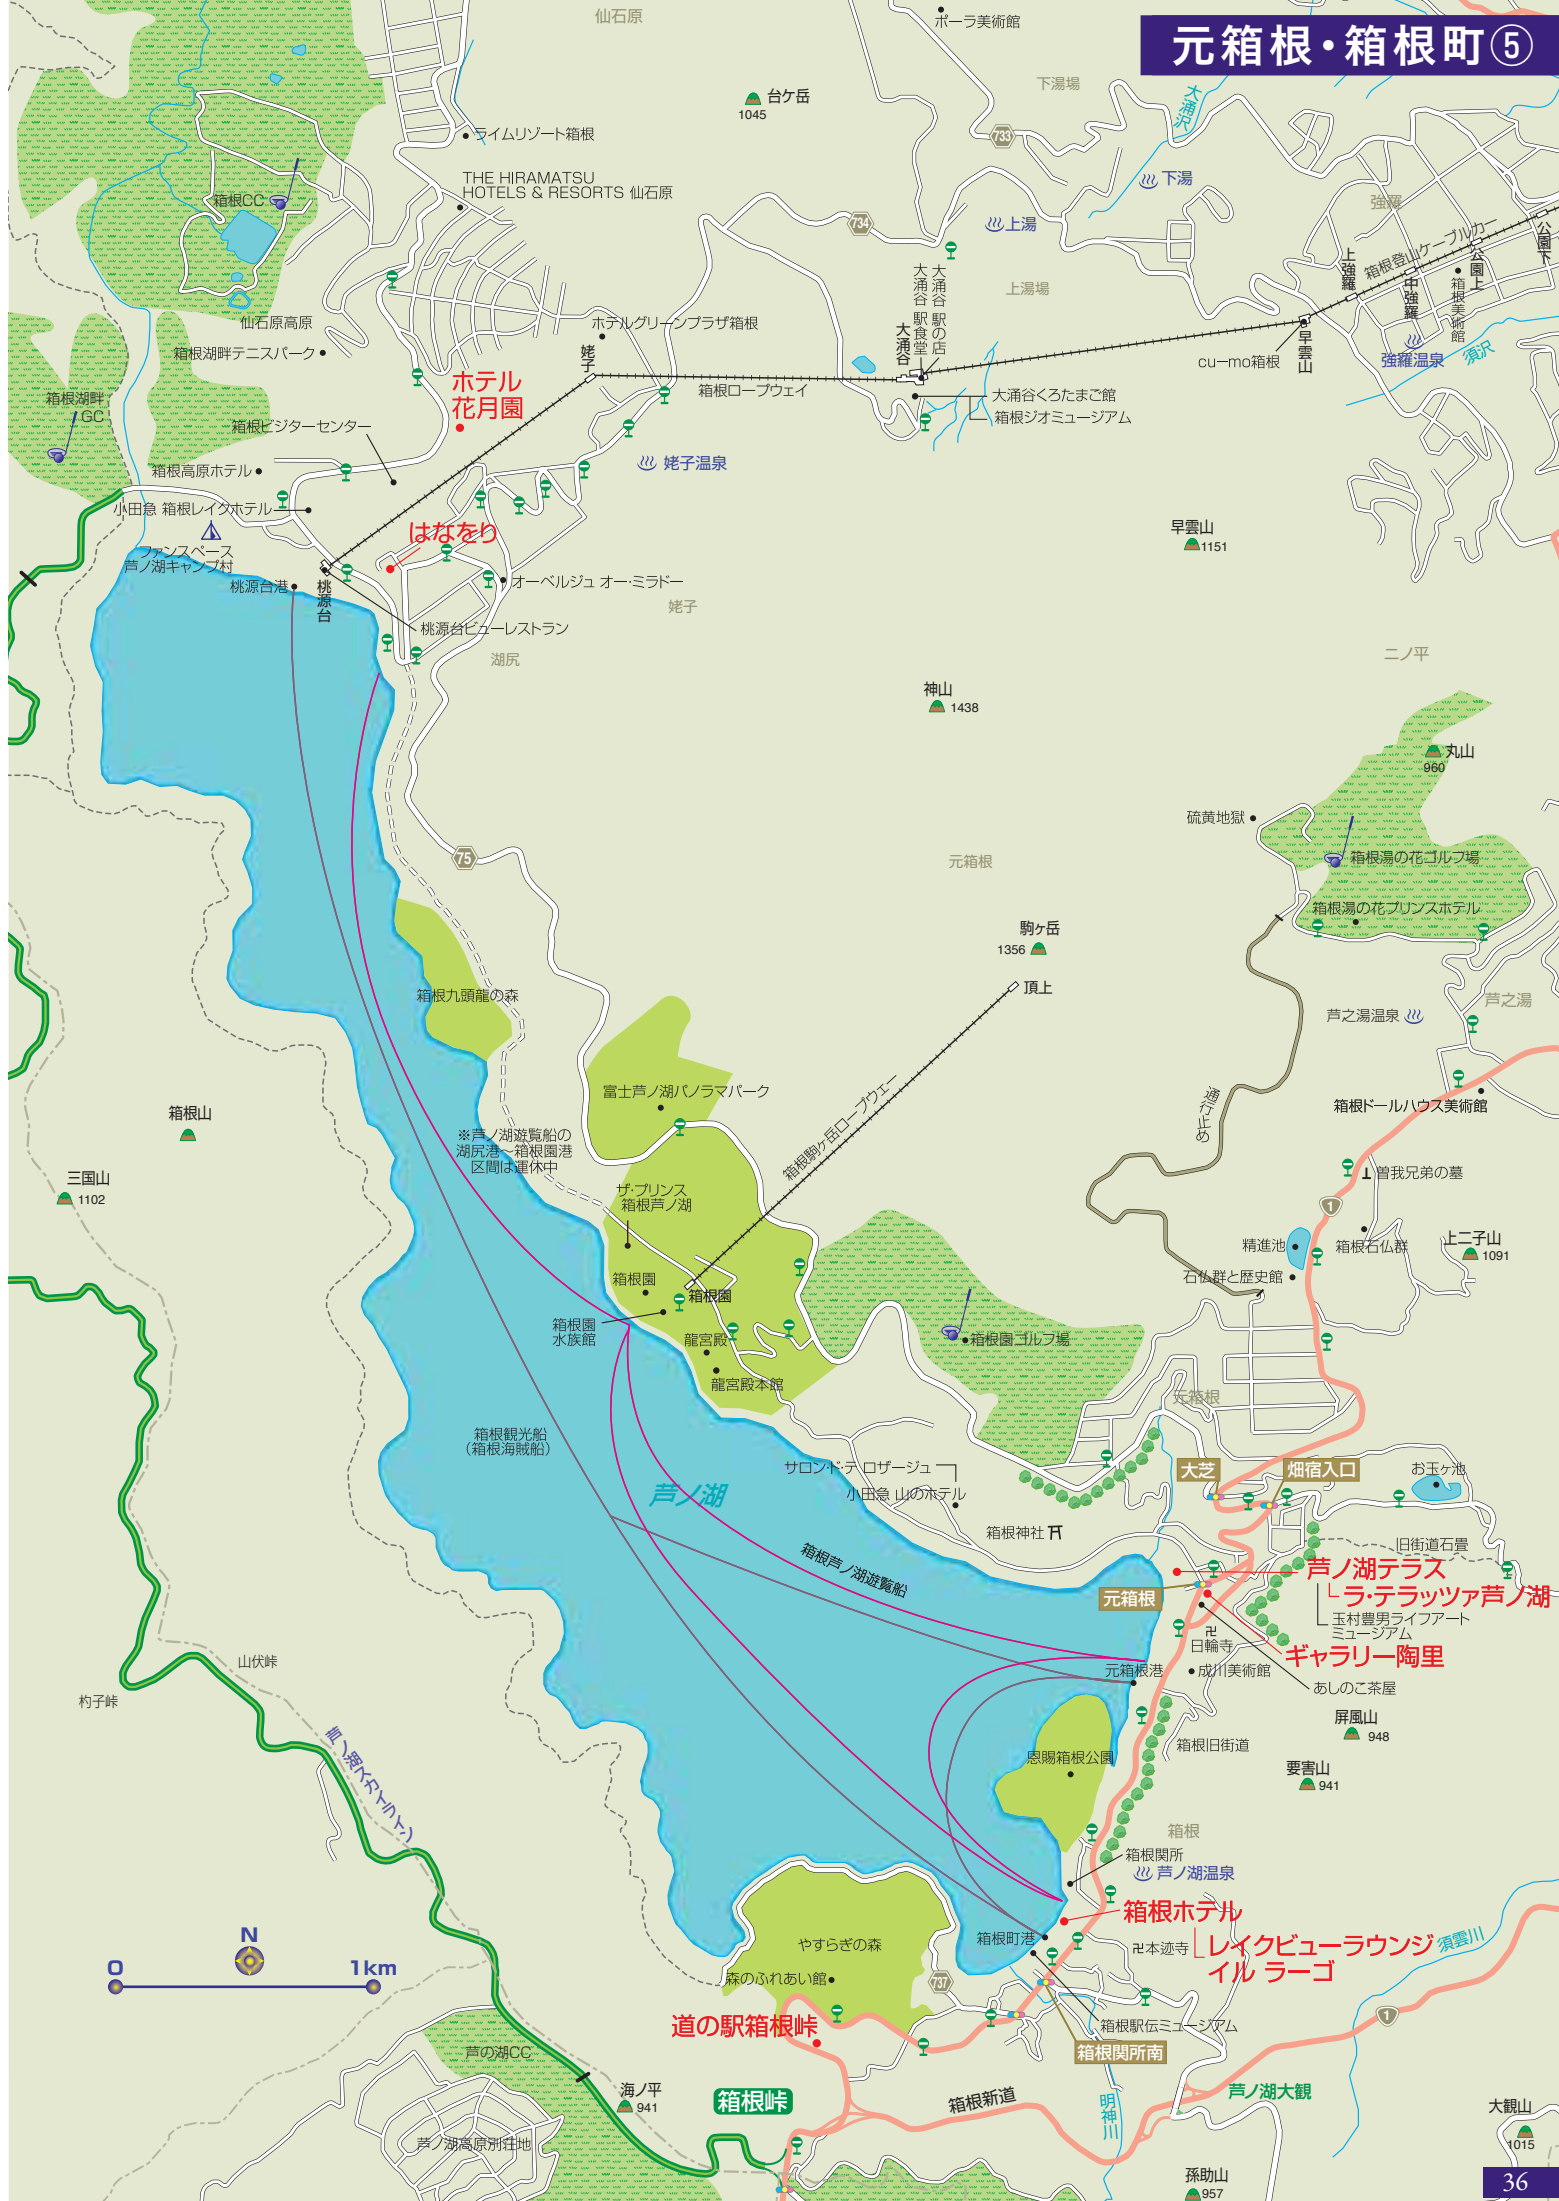 元箱根・箱根町⑤
仙石原
ポーラ美術館
台ケ岳
1045
下湯場
大涌沢
733
ライムリゾート箱根
THE HIRAMATSU
HOTELS & RESORTS 仙石原
箱根CC
下湯
734
上湯
強羅
箱根登山ケーブルカー
公園下
公園上
上強羅
中強羅
箱根美術館
大涌谷 駅食堂
大涌谷 駅の店
上湯場
大涌谷
仙石原高原
箱根湖畔テニスパーク
ホテルグリーンプラザ箱根
姥子
早雲山
cu-mo箱根
強羅温泉
須沢
箱根ロープウェイ
ホテル
花月園
大涌谷くろたまご館
箱根ジオミュージアム
箱根湖畔
GC
箱根ビジターセンター
姥子温泉
箱根高原ホテル
小田急 箱根レイクホテル
はなをり
早雲山
1151
ファンスペース
芦ノ湖キャンプ村
桃源台港
桃源台
オーベルジュ オー・ミラドー
姥子
桃源台ビューレストラン
湖尻
二ノ平
神山
1438
丸山
960
硫黄地獄
75
元箱根
箱根湯の花ゴルフ場
箱根湯の花プリンスホテル
駒ヶ岳
1356
頂上
箱根九頭龍の森
芦之湯
芦之湯温泉
富士芦ノ湖パノラマパーク
箱根駒ヶ岳ロープウェー
通行止め
箱根ドールハウス美術館
箱根山
※芦ノ湖遊覧船の
湖尻港〜箱根園港
区間は運休中
三国山
1102
ザ・プリンス
箱根芦ノ湖
曽我兄弟の墓
1
精進池
箱根石仏群
上二子山
1091
石仏群と歴史館
箱根園
箱根園
箱根園
水族館
龍宮殿
龍宮殿本館
箱根園ゴルフ場
元箱根
箱根観光船
（箱根海賊船）
芦ノ湖
サロン・ド・テ ロザージュ
小田急 山のホテル
大芝
畑宿入口
お玉ヶ池
箱根神社
旧街道石畳
箱根芦ノ湖遊覧船
芦ノ湖テラス
ラ・テラッツァ芦ノ湖
元箱根
玉村豊男ライフアート
ミュージアム
日輪寺
ギャラリー陶里
元箱根港
成川美術館
あしのこ茶屋
山伏峠
杓子峠
屏風山
948
箱根旧街道
恩賜箱根公園
要害山
941
芦ノ湖スカイライン
箱根
箱根関所
芦ノ湖温泉
箱根ホテル
箱根町港
本迹寺
レイクビューラウンジ
イル ラーゴ
須雲川
やすらぎの森
森のふれあい館
N
0
1km
737
道の駅箱根峠
箱根駅伝ミュージアム
箱根関所南
1
芦の湖CC
海ノ平
941
箱根峠
箱根新道
芦ノ湖大観
明神川
大観山
1015
芦ノ湖高原別荘地
孫助山
957
36